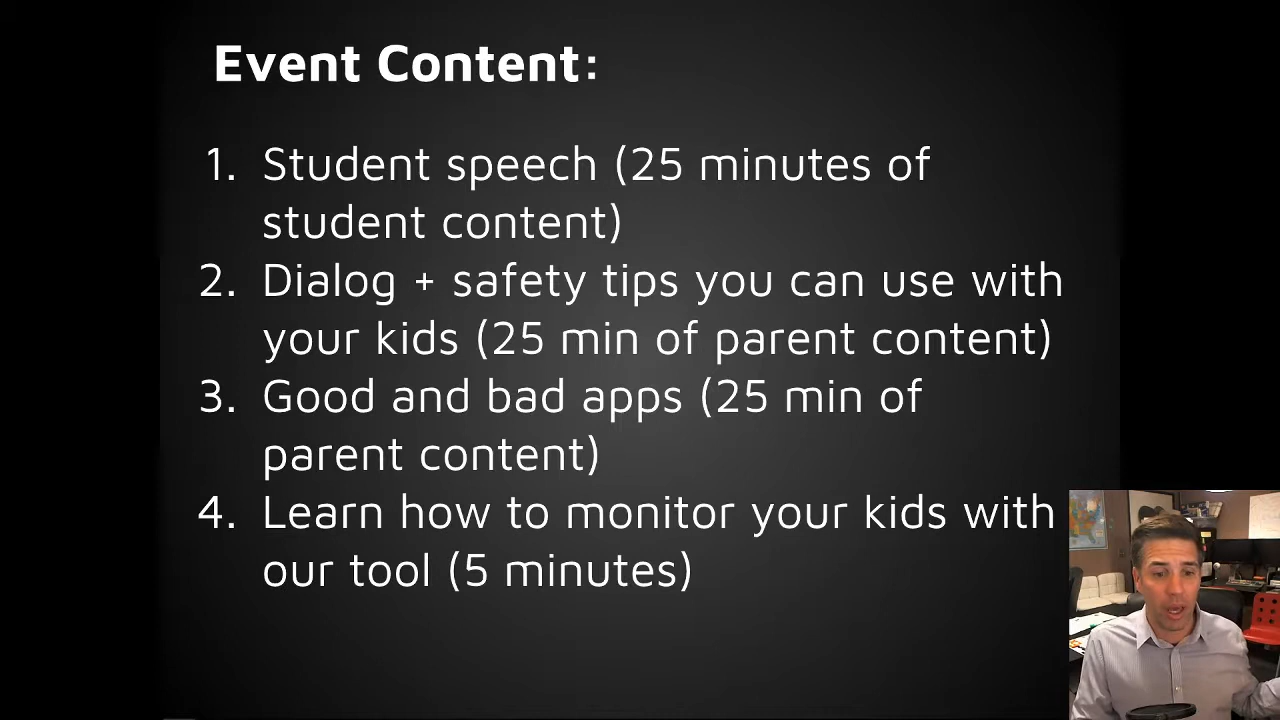 Event Content:
1. Student speech (25 minutes of
student content)
2. Dialog + safety tips you can use with
your kids (25 min of parent content)
3. Good and bad apps (25 min of
parent content)
4. Learn how to monitor your kids with
our tool (5 minutes)